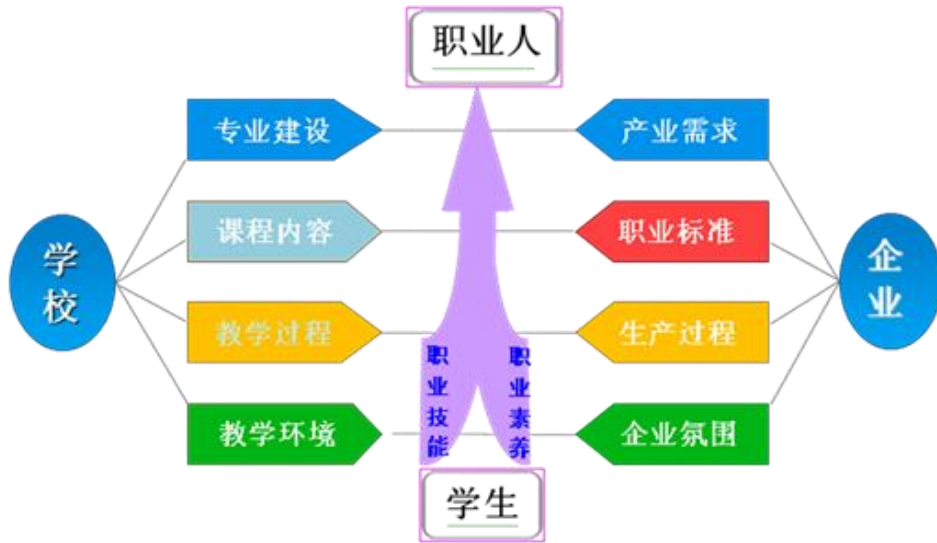 职业人
专业建设
产业需求
课程内容
职业标准
学校
企业
教学过程
生产过程
职业技能
职业素养
教学环境
企业氛围
学生